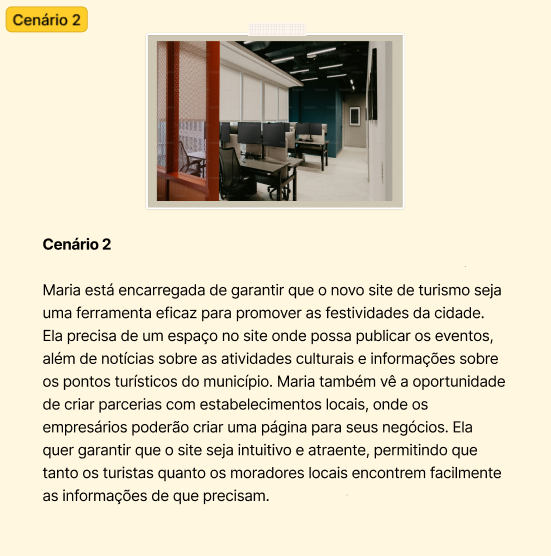 Cenário 2
Cenário 2
Maria está encarregada de garantir que o novo site de turismo seja
uma ferramenta eficaz para promover as festividades da cidade.
Ela precisa de um espaço no site onde possa publicar os eventos,
além de notícias sobre as atividades culturais e informações sobre
os pontos turísticos do município. Maria também vê a oportunidade
de criar parcerias com estabelecimentos locais, onde os
empresários poderão criar uma página para seus negócios. Ela
quer garantir que o site seja intuitivo e atraente, permitindo que
tanto os turistas quanto os moradores locais encontrem facilmente
as informações de que precisam.